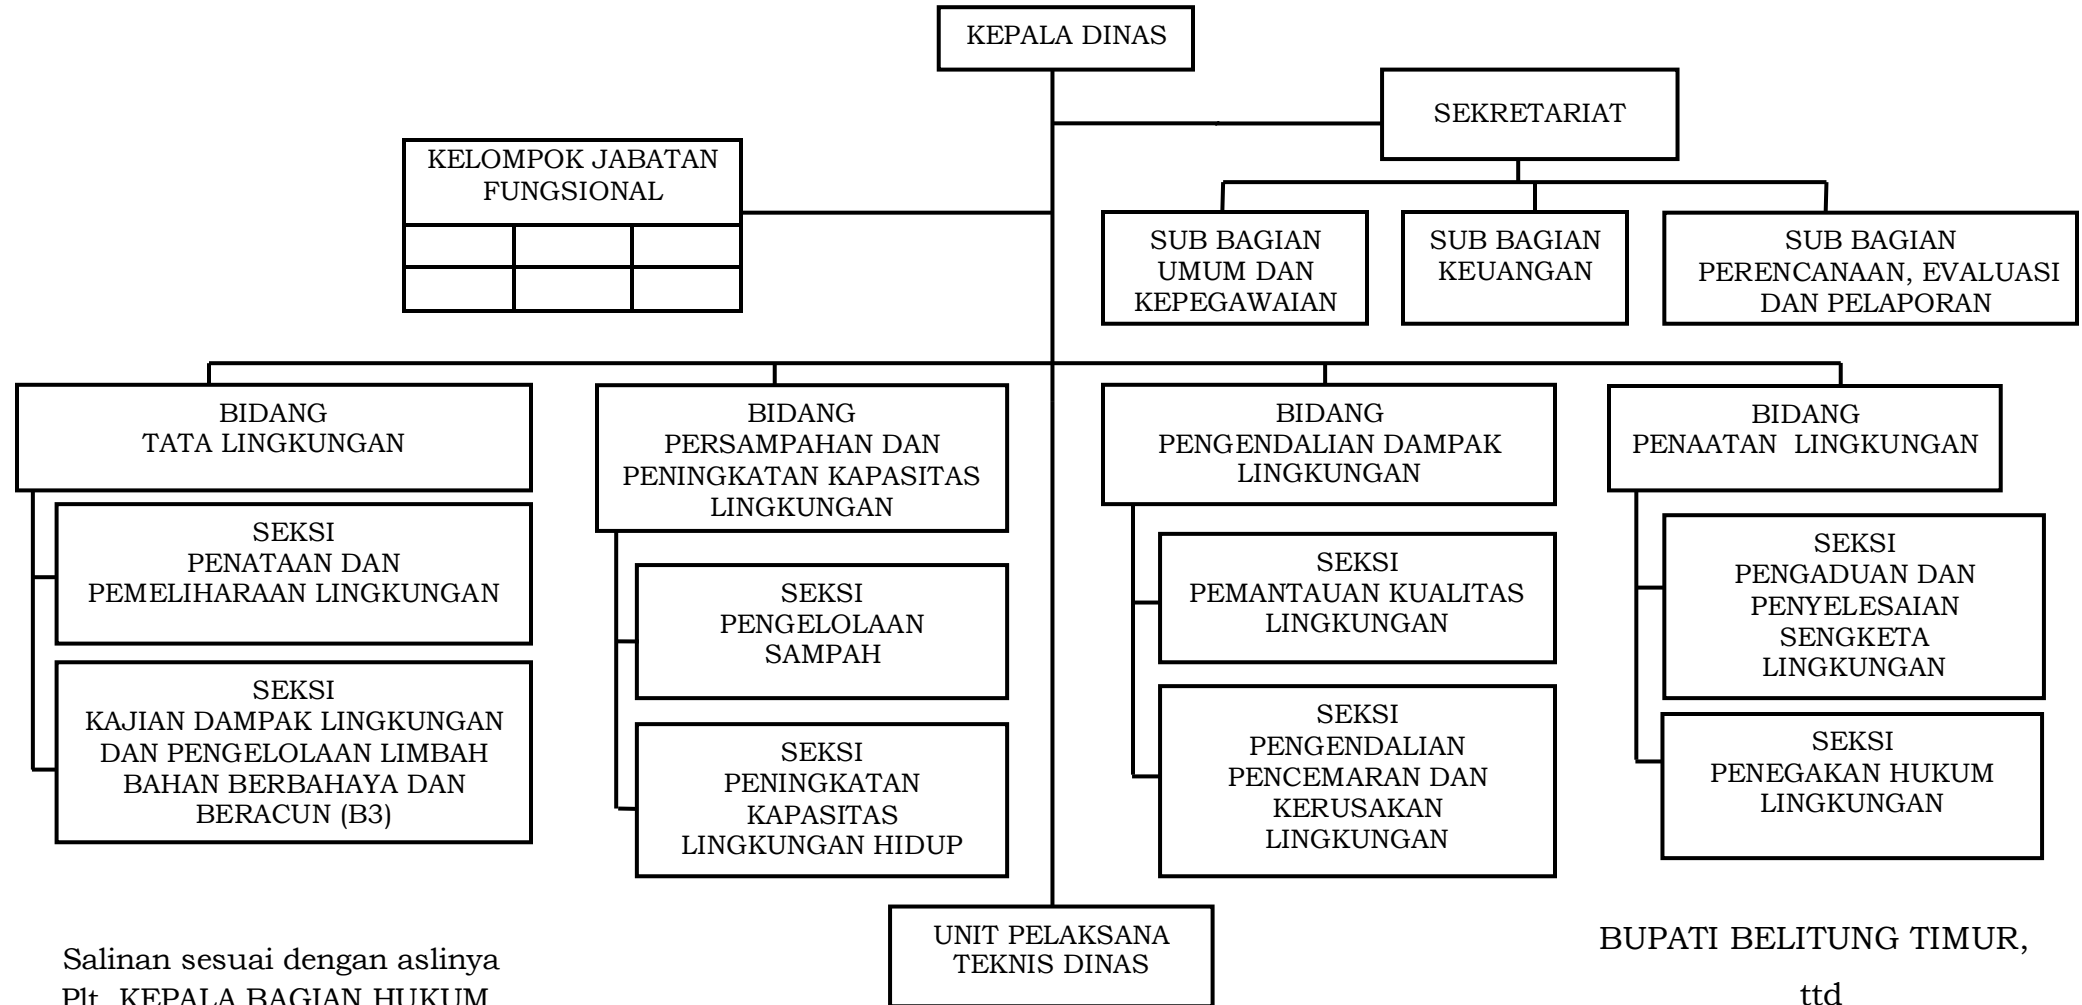 KEPALA DINAS
SEKRETARIAT
KELOMPOK JABATAN
FUNGSIONAL
SUB BAGIAN
UMUM DAN
KEPEGAWAIAN
SUB BAGIAN
KEUANGAN
SUB BAGIAN
PERENCANAAN, EVALUASI
DAN PELAPORAN
BIDANG
TATA LINGKUNGAN
BIDANG
PERSAMPAHAN DAN
PENINGKATAN KAPASITAS
LINGKUNGAN
BIDANG
PENGENDALIAN DAMPAK
LINGKUNGAN
BIDANG
PENAATAN LINGKUNGAN
SEKSI
PENATAAN DAN
PEMELIHARAAN LINGKUNGAN
SEKSI
KAJIAN DAMPAK LINGKUNGAN
DAN PENGELOLAAN LIMBAH
BAHAN BERBAHAYA DAN
BERACUN (B3)
SEKSI
PENGELOLAAN
SAMPAH
SEKSI
PENINGKATAN
KAPASITAS
LINGKUNGAN HIDUP
SEKSI
PEMANTAUAN KUALITAS
LINGKUNGAN
SEKSI
PENGENDALIAN
PENCEMARAN DAN
KERUSAKAN
LINGKUNGAN
SEKSI
PENGADUAN DAN
PENYELESAIAN
SENGKETA
LINGKUNGAN
SEKSI
PENEGAKAN HUKUM
LINGKUNGAN
UNIT PELAKSANA
TEKNIS DINAS
Salinan sesuai dengan aslinya
Plt. KEPALA BAGIAN HUKUM
BUPATI BELITUNG TIMUR,
ttd